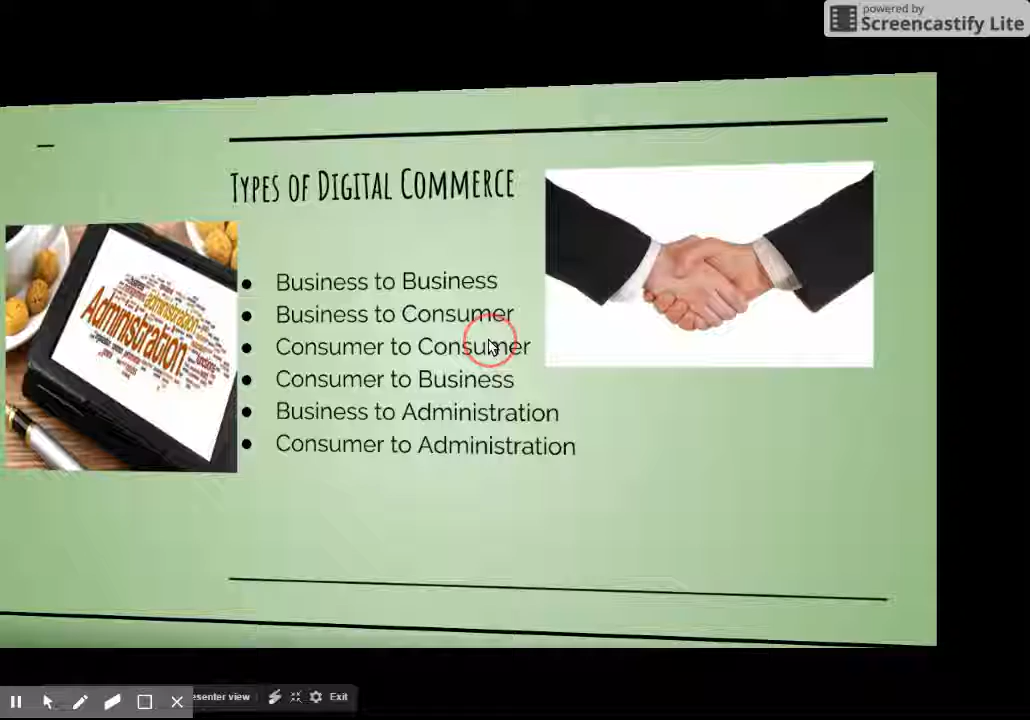 powered by
Screencastify Lite
Types of Digital Commerce
Business to Business
Business to Consumer
Consumer to Consumer
Consumer to Business
Business to Administration
Consumer to Administration
administration
Administration
esenter view
Exit